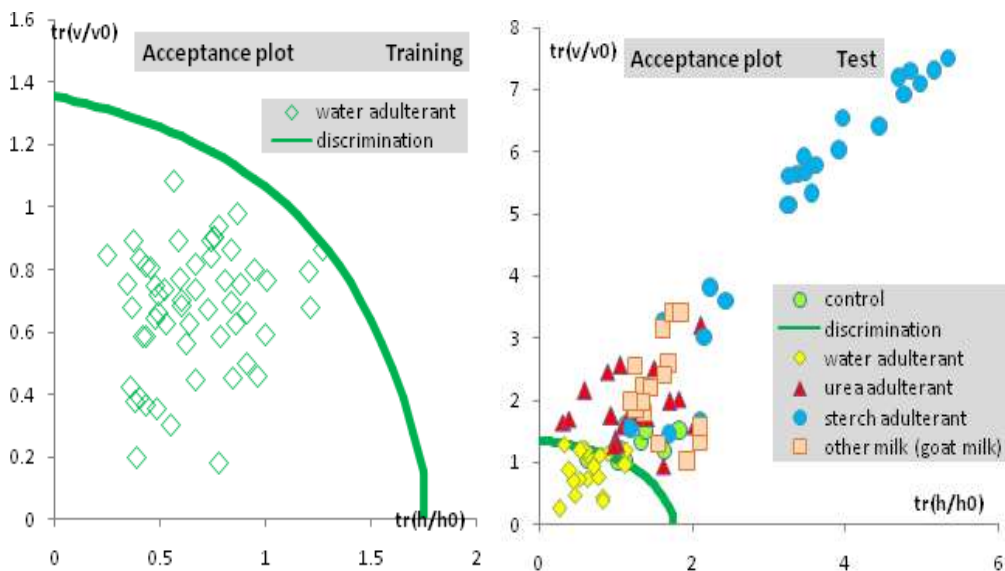 tr(v/v0)
Acceptance plot Training
water adulterant
discrimination
1.6
1.4
1.2
1
0.8
0.6
0.4
0.2
0
0 0.5 1 1.5 2
tr(h/h0)
tr(v/v0)
Acceptance plot Test
8
7
6
5
4
3
2
1
0
control
discrimination
water adulterant
urea adulterant
sterch adulterant
other milk (goat milk)
tr(h/h0)
0 2 4 6